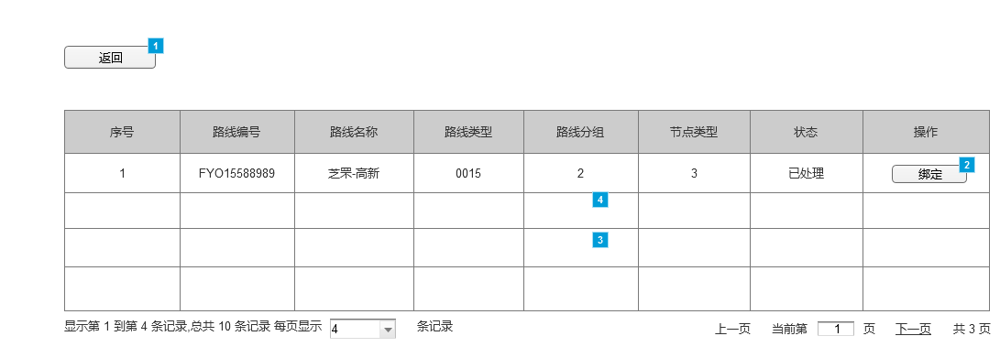 返回 1
序号 路线编号 路线名称 路线类型 路线分组 节点类型 状态 操作
1 FYO15588989 芝罘-高新 0015 2 3 已处理 绑定 2
4
3
显示第 1 到第 4 条记录,总共 10 条记录 每页显示 4 条记录 上一页 当前第 1 页 下一页 共 3 页